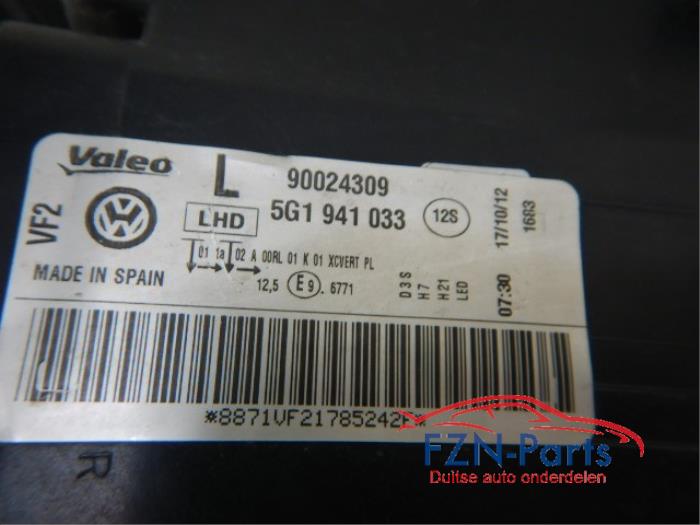 Valeo L 90024309
VF2 LHD 5G1 941 033 12S
01 1a 02 A 00RL 01 K 01 XCVERT PL
MADE IN SPAIN 12,5 E9 . 6771
D3S
H7
H21
LED
07:30 17/10/12
1683
*8871VF21785242F*
R
FZN-Parts
Duitse auto onderdelen